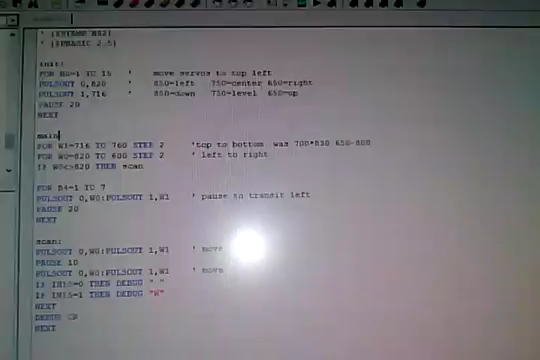 ' {$STAMP BS2}
' {$PBASIC 2.5}
init:
FOR B4=1 TO 15 ' move servos to top left
PULSOUT 0,820 ' 850=left 750=center 650=right
PULSOUT 1,716 ' 850=down 750=level 650=up
PAUSE 20
NEXT
main
FOR W1=716 TO 760 STEP 2 'top to bottom was 700*830 650-800
FOR W0=820 TO 600 STEP 2 ' left to right
IF W0<>820 THEN scan
FOR B4=1 TO 7
PULSOUT 0,W0:PULSOUT 1,W1 ' pause to transit left
PAUSE 20
NEXT
scan:
PULSOUT 0,W0:PULSOUT 1,W1 ' move
PAUSE 10
PULSOUT 0,W0:PULSOUT 1,W1 ' move
IF IN15=0 THEN DEBUG " "
IF IN15=1 THEN DEBUG "W"
NEXT
DEBUG CR
NEXT